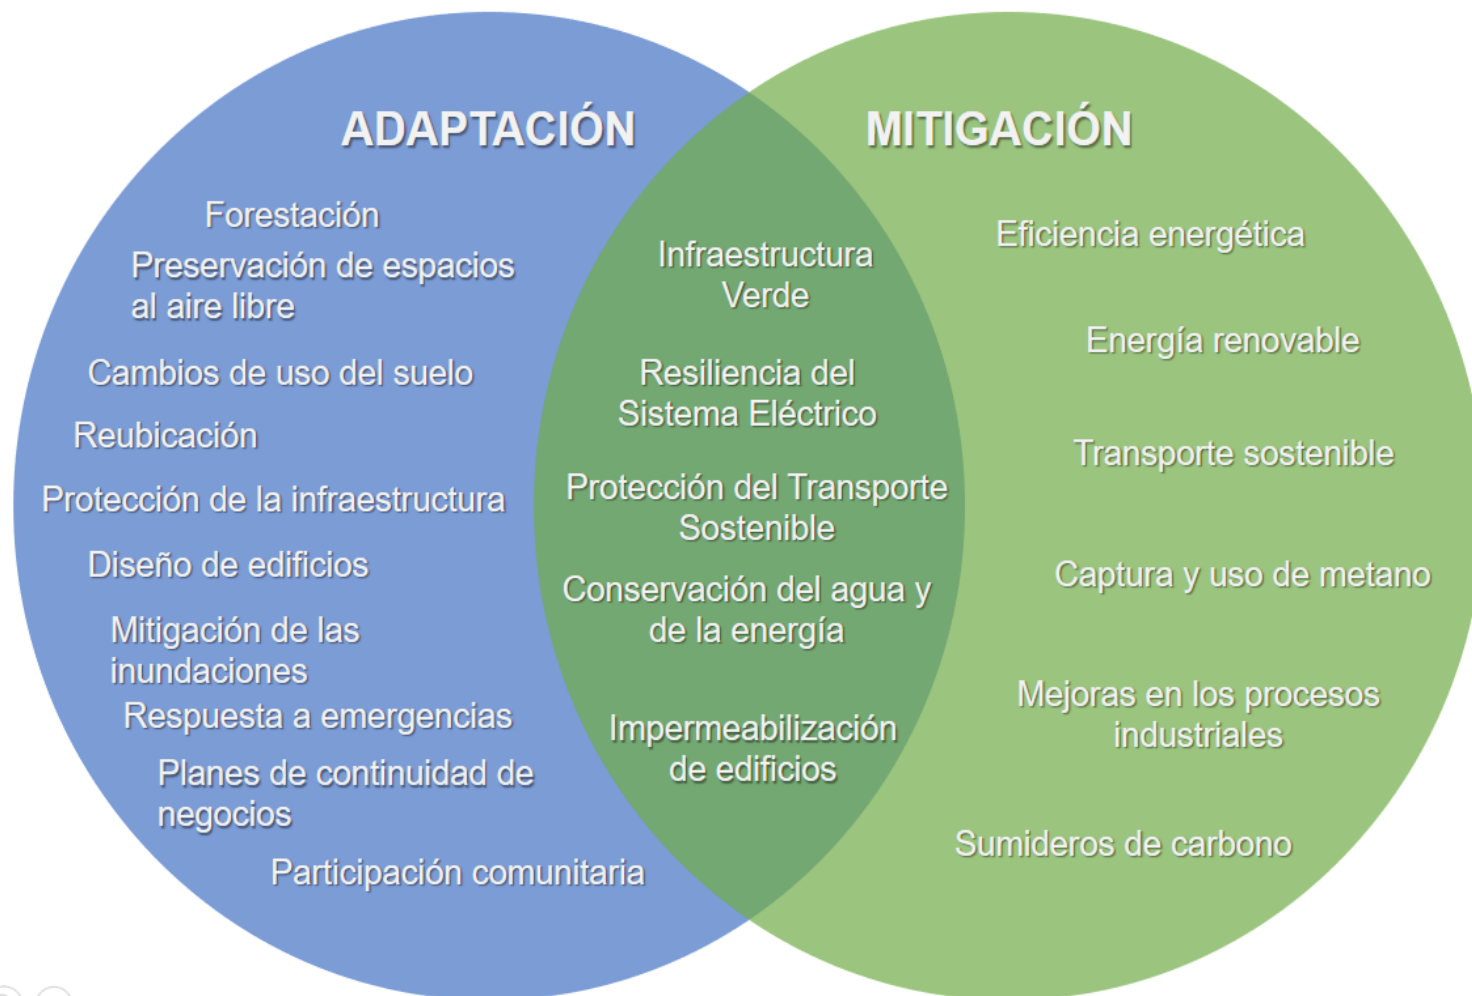 ADAPTACIÓN
Forestación
Preservación de espacios
al aire libre
Cambios de uso del suelo
Reubicación
Protección de la infraestructura
Diseño de edificios
Mitigación de las
inundaciones
Respuesta a emergencias
Planes de continuidad de
negocios
Participación comunitaria
Infraestructura
Verde
Resiliencia del
Sistema Eléctrico
Protección del Transporte
Sostenible
Conservación del agua y
de la energía
Impermeabilización
de edificios
MITIGACIÓN
Eficiencia energética
Energía renovable
Transporte sostenible
Captura y uso de metano
Mejoras en los procesos
industriales
Sumideros de carbono